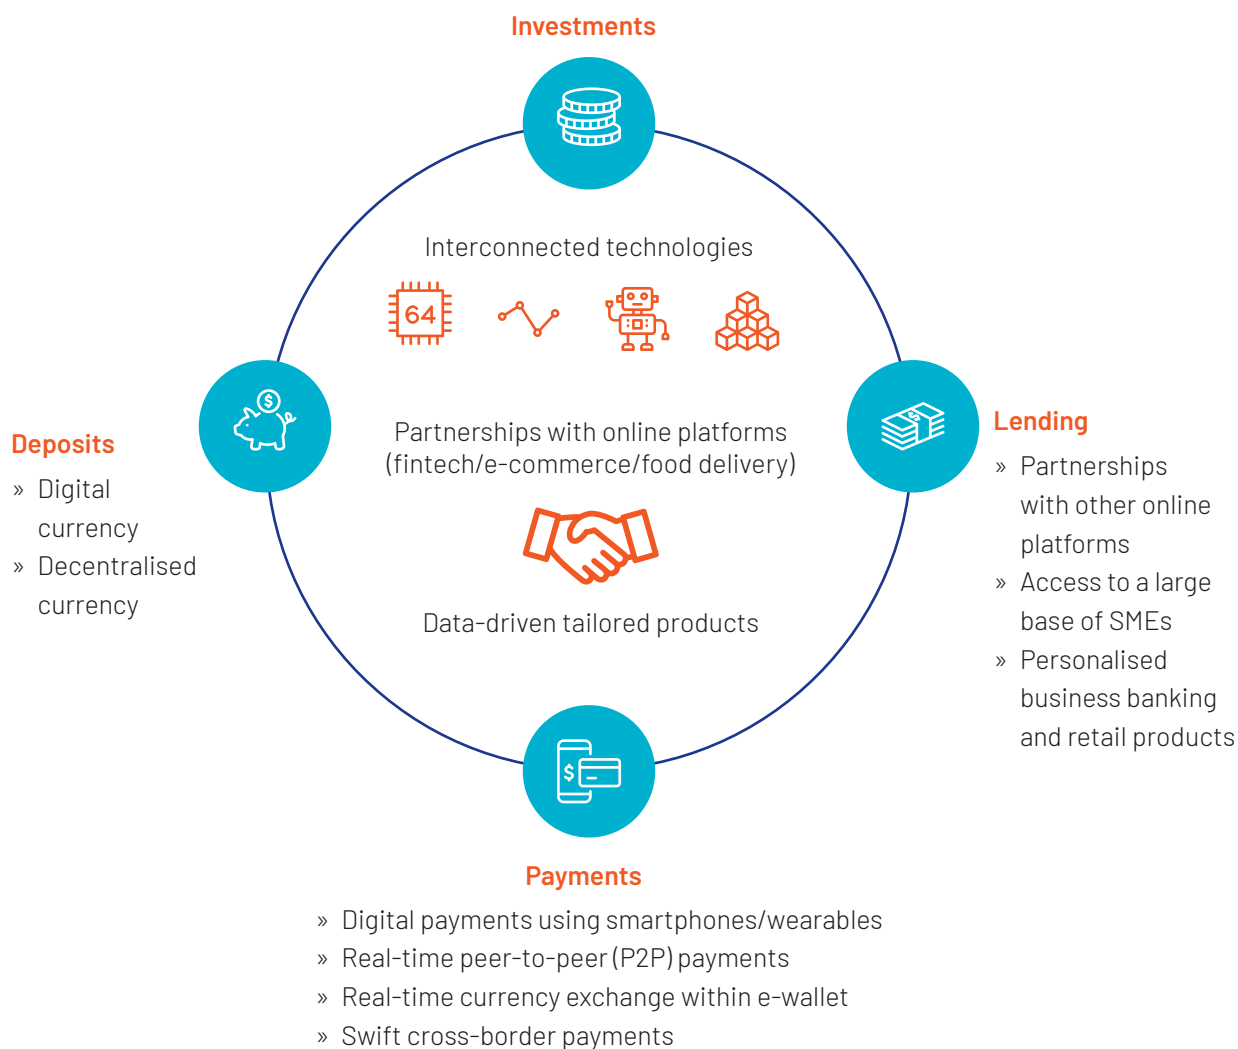 Investments
Interconnected technologies
64
Partnerships with online platforms
(fintech/e-commerce/food delivery)
Data-driven tailored products
Deposits
» Digital
currency
» Decentralised
currency
Lending
» Partnerships
with other online
platforms
» Access to a large
base of SMEs
» Personalised
business banking
and retail products
$
$
$
Payments
» Digital payments using smartphones/wearables
» Real-time peer-to-peer (P2P) payments
» Real-time currency exchange within e-wallet
» Swift cross-border payments